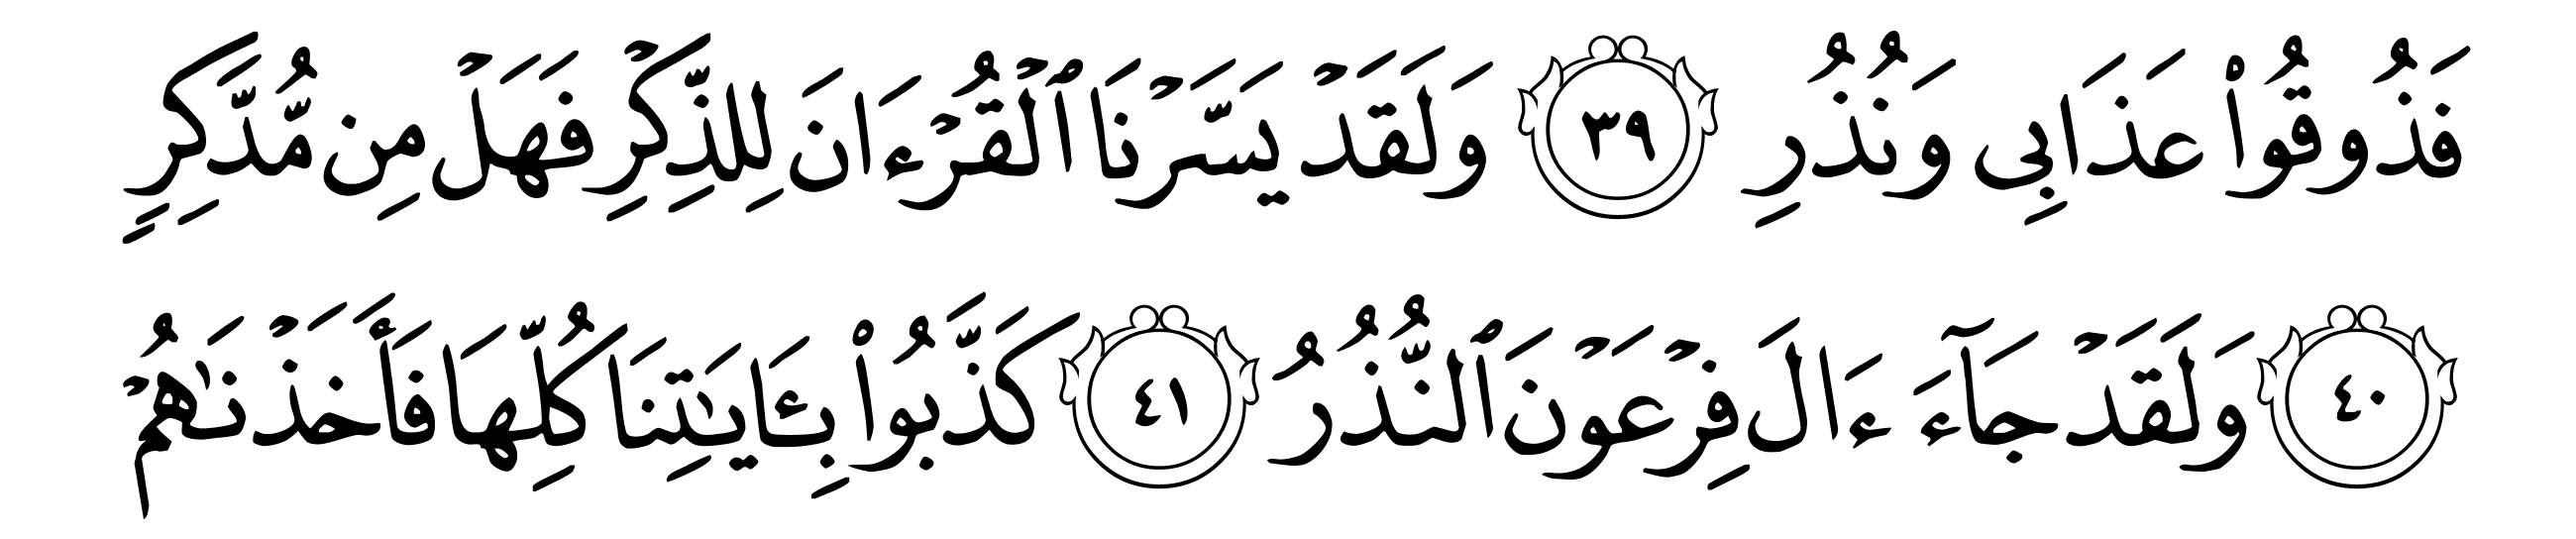 فَذُوقُوا۟ عَذَابِى وَنُذُرِ ٣٩ وَلَقَدْ يَسَّرْنَا ٱلْقُرْءَانَ لِلذِّكْرِ فَهَلْ مِن مُّدَّكِرٍ
٤٠ وَلَقَدْ جَآءَ ءَالَ فِرْعَوْنَ ٱلنُّذُرُ ٤١ كَذَّبُوا۟ بِـَٔايَـٰتِنَا كُلِّهَا فَأَخَذْنَـٰهُمْ